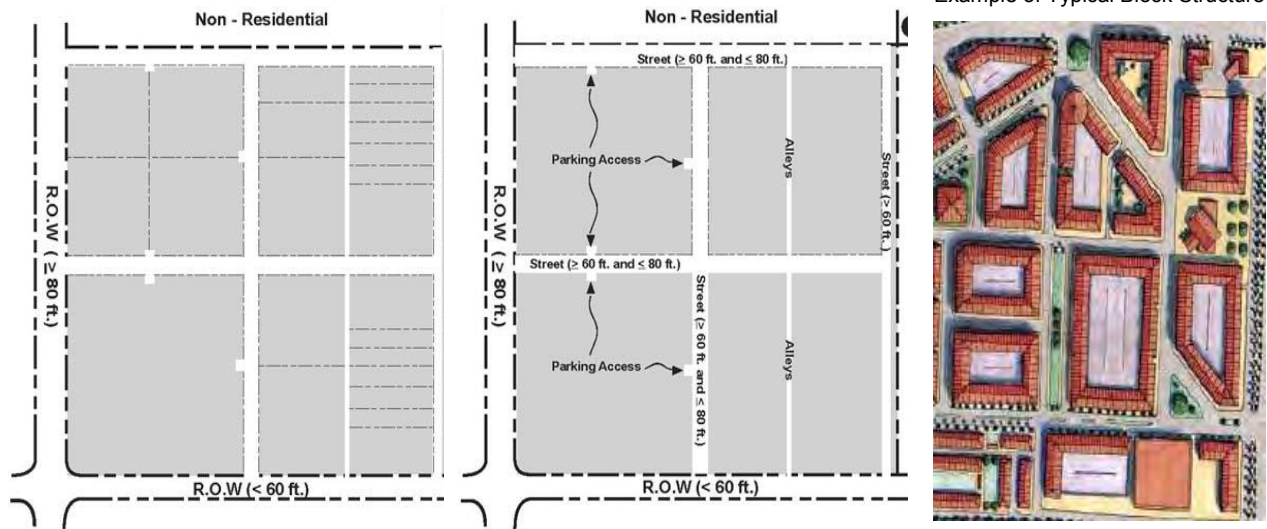 Example of Typical Block Structure
Non - Residential
R.O.W ( ≥ 80 ft.)
R.O.W (< 60 ft.)
Non - Residential
Street (≥ 60 ft. and ≤ 80 ft.)
Parking Access
Alleys
Street (≥ 60 ft.)
R.O.W ( ≥ 80 ft.)
Street (≥ 60 ft. and ≤ 80 ft.)
Street (≥ 60 ft. and ≤ 80 ft.)
Parking Access
Alleys
R.O.W (< 60 ft.)